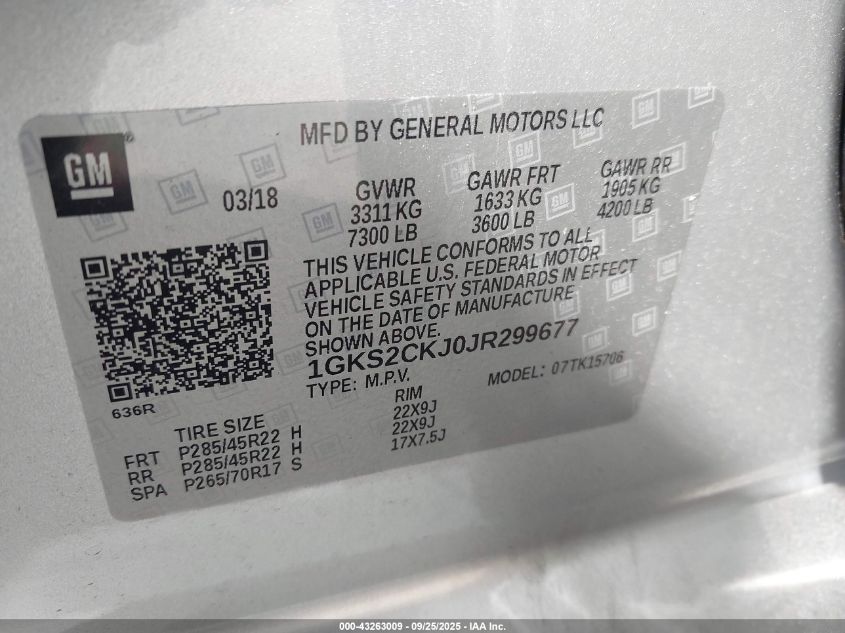 MFD BY GENERAL MOTORS LLC
GM
03/18
GVWR GAWR FRT GAWR RR
3311 KG 1633 KG 1905 KG
7300 LB 3600 LB 4200 LB
THIS VEHICLE CONFORMS TO ALL
APPLICABLE U.S. FEDERAL MOTOR
VEHICLE SAFETY STANDARDS IN EFFECT
ON THE DATE OF MANUFACTURE
SHOWN ABOVE.
1GKS2CKJ0JR299677
TYPE: M.P.V. MODEL: 07TK15706
636R
TIRE SIZE RIM
FRT P285/45R22 H 22X9J
RR P285/45R22 H 22X9J
SPA P265/70R17 S 17X7.5J
000-43263009 - 09/25/2025 - IAA Inc.